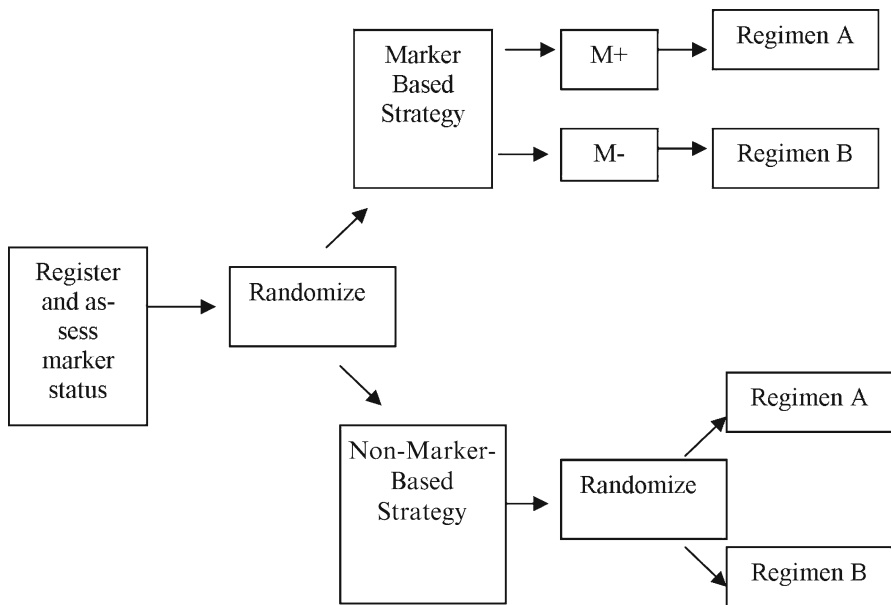 Register
and as-
sess
marker
status
Randomize
Marker
Based
Strategy
M+
Regimen A
M-
Regimen B
Non-Marker-
Based
Strategy
Randomize
Regimen A
Regimen B